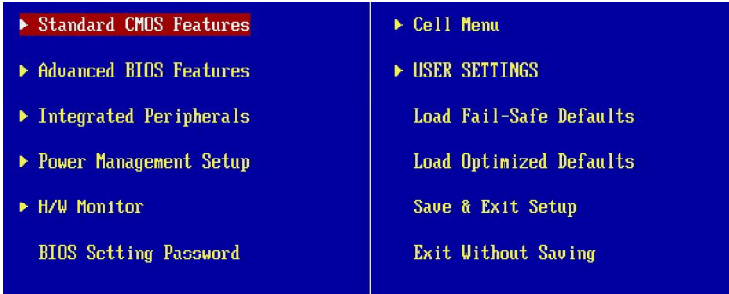 Standard CMOS Features
Advanced BIOS Features
Integrated Peripherals
Power Management Setup
H/W Monitor
BIOS Setting Password
Cell Menu
USER SETTINGS
Load Fail-Safe Defaults
Load Optimized Defaults
Save & Exit Setup
Exit Without Saving